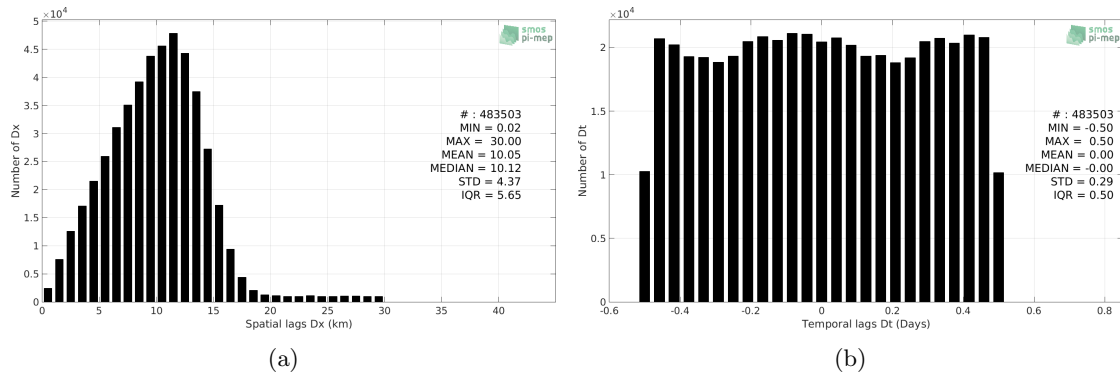 ×10⁴
5
4.5
4
3.5
3
2.5
2
1.5
1
0.5
0
Number of Dx
smos
pi-mep
# : 483503
MIN = 0.02
MAX = 30.00
MEAN = 10.05
MEDIAN = 10.12
STD = 4.37
IQR = 5.65
0 5 10 15 20 25 30 35 40
Spatial lags Dx (km)
(a)
×10⁴
2
1.5
1
0.5
0
Number of Dt
smos
pi-mep
# : 483503
MIN = -0.50
MAX = 0.50
MEAN = 0.00
MEDIAN = -0.00
STD = 0.29
IQR = 0.50
-0.6 -0.4 -0.2 0 0.2 0.4 0.6 0.8
Temporal lags Dt (Days)
(b)